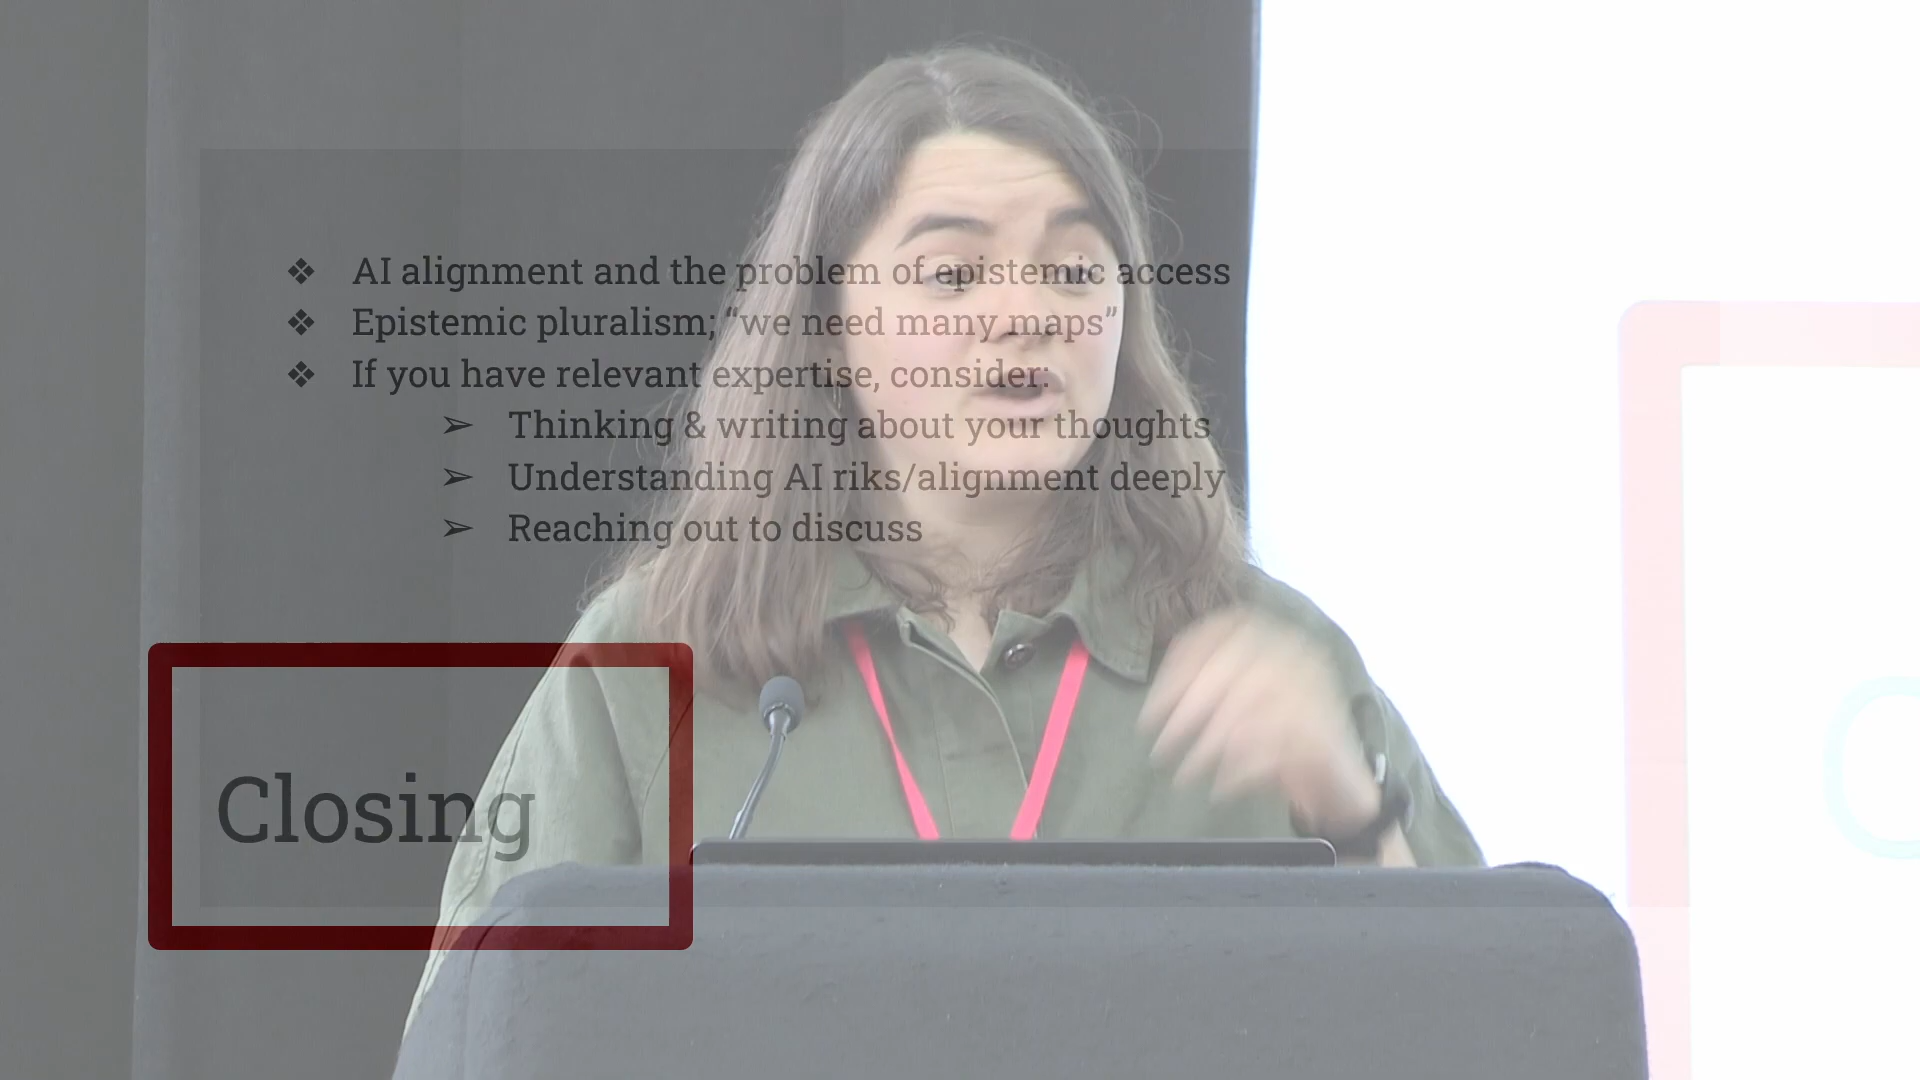 ❖ AI alignment and the problem of epistemic access
❖ Epistemic pluralism; “we need many maps”
❖ If you have relevant expertise, consider:
➢ Thinking & writing about your thoughts
➢ Understanding AI riks/alignment deeply
➢ Reaching out to discuss
Closing